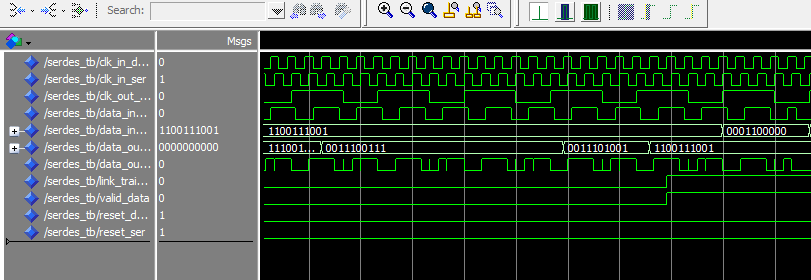 Search:
Msgs
/serdes_tb/clk_in_d... 0
/serdes_tb/clk_in_ser 1
/serdes_tb/clk_out_... 0
/serdes_tb/data_in... 0
/serdes_tb/data_in... 1100111001 1100111001 0001100000
/serdes_tb/data_ou... 0000000000 111001... 0011100111 0011101001 1100111001
/serdes_tb/data_ou... 0
/serdes_tb/link_trai... 0
/serdes_tb/valid_data 0
/serdes_tb/reset_d... 1
/serdes_tb/reset_ser 1